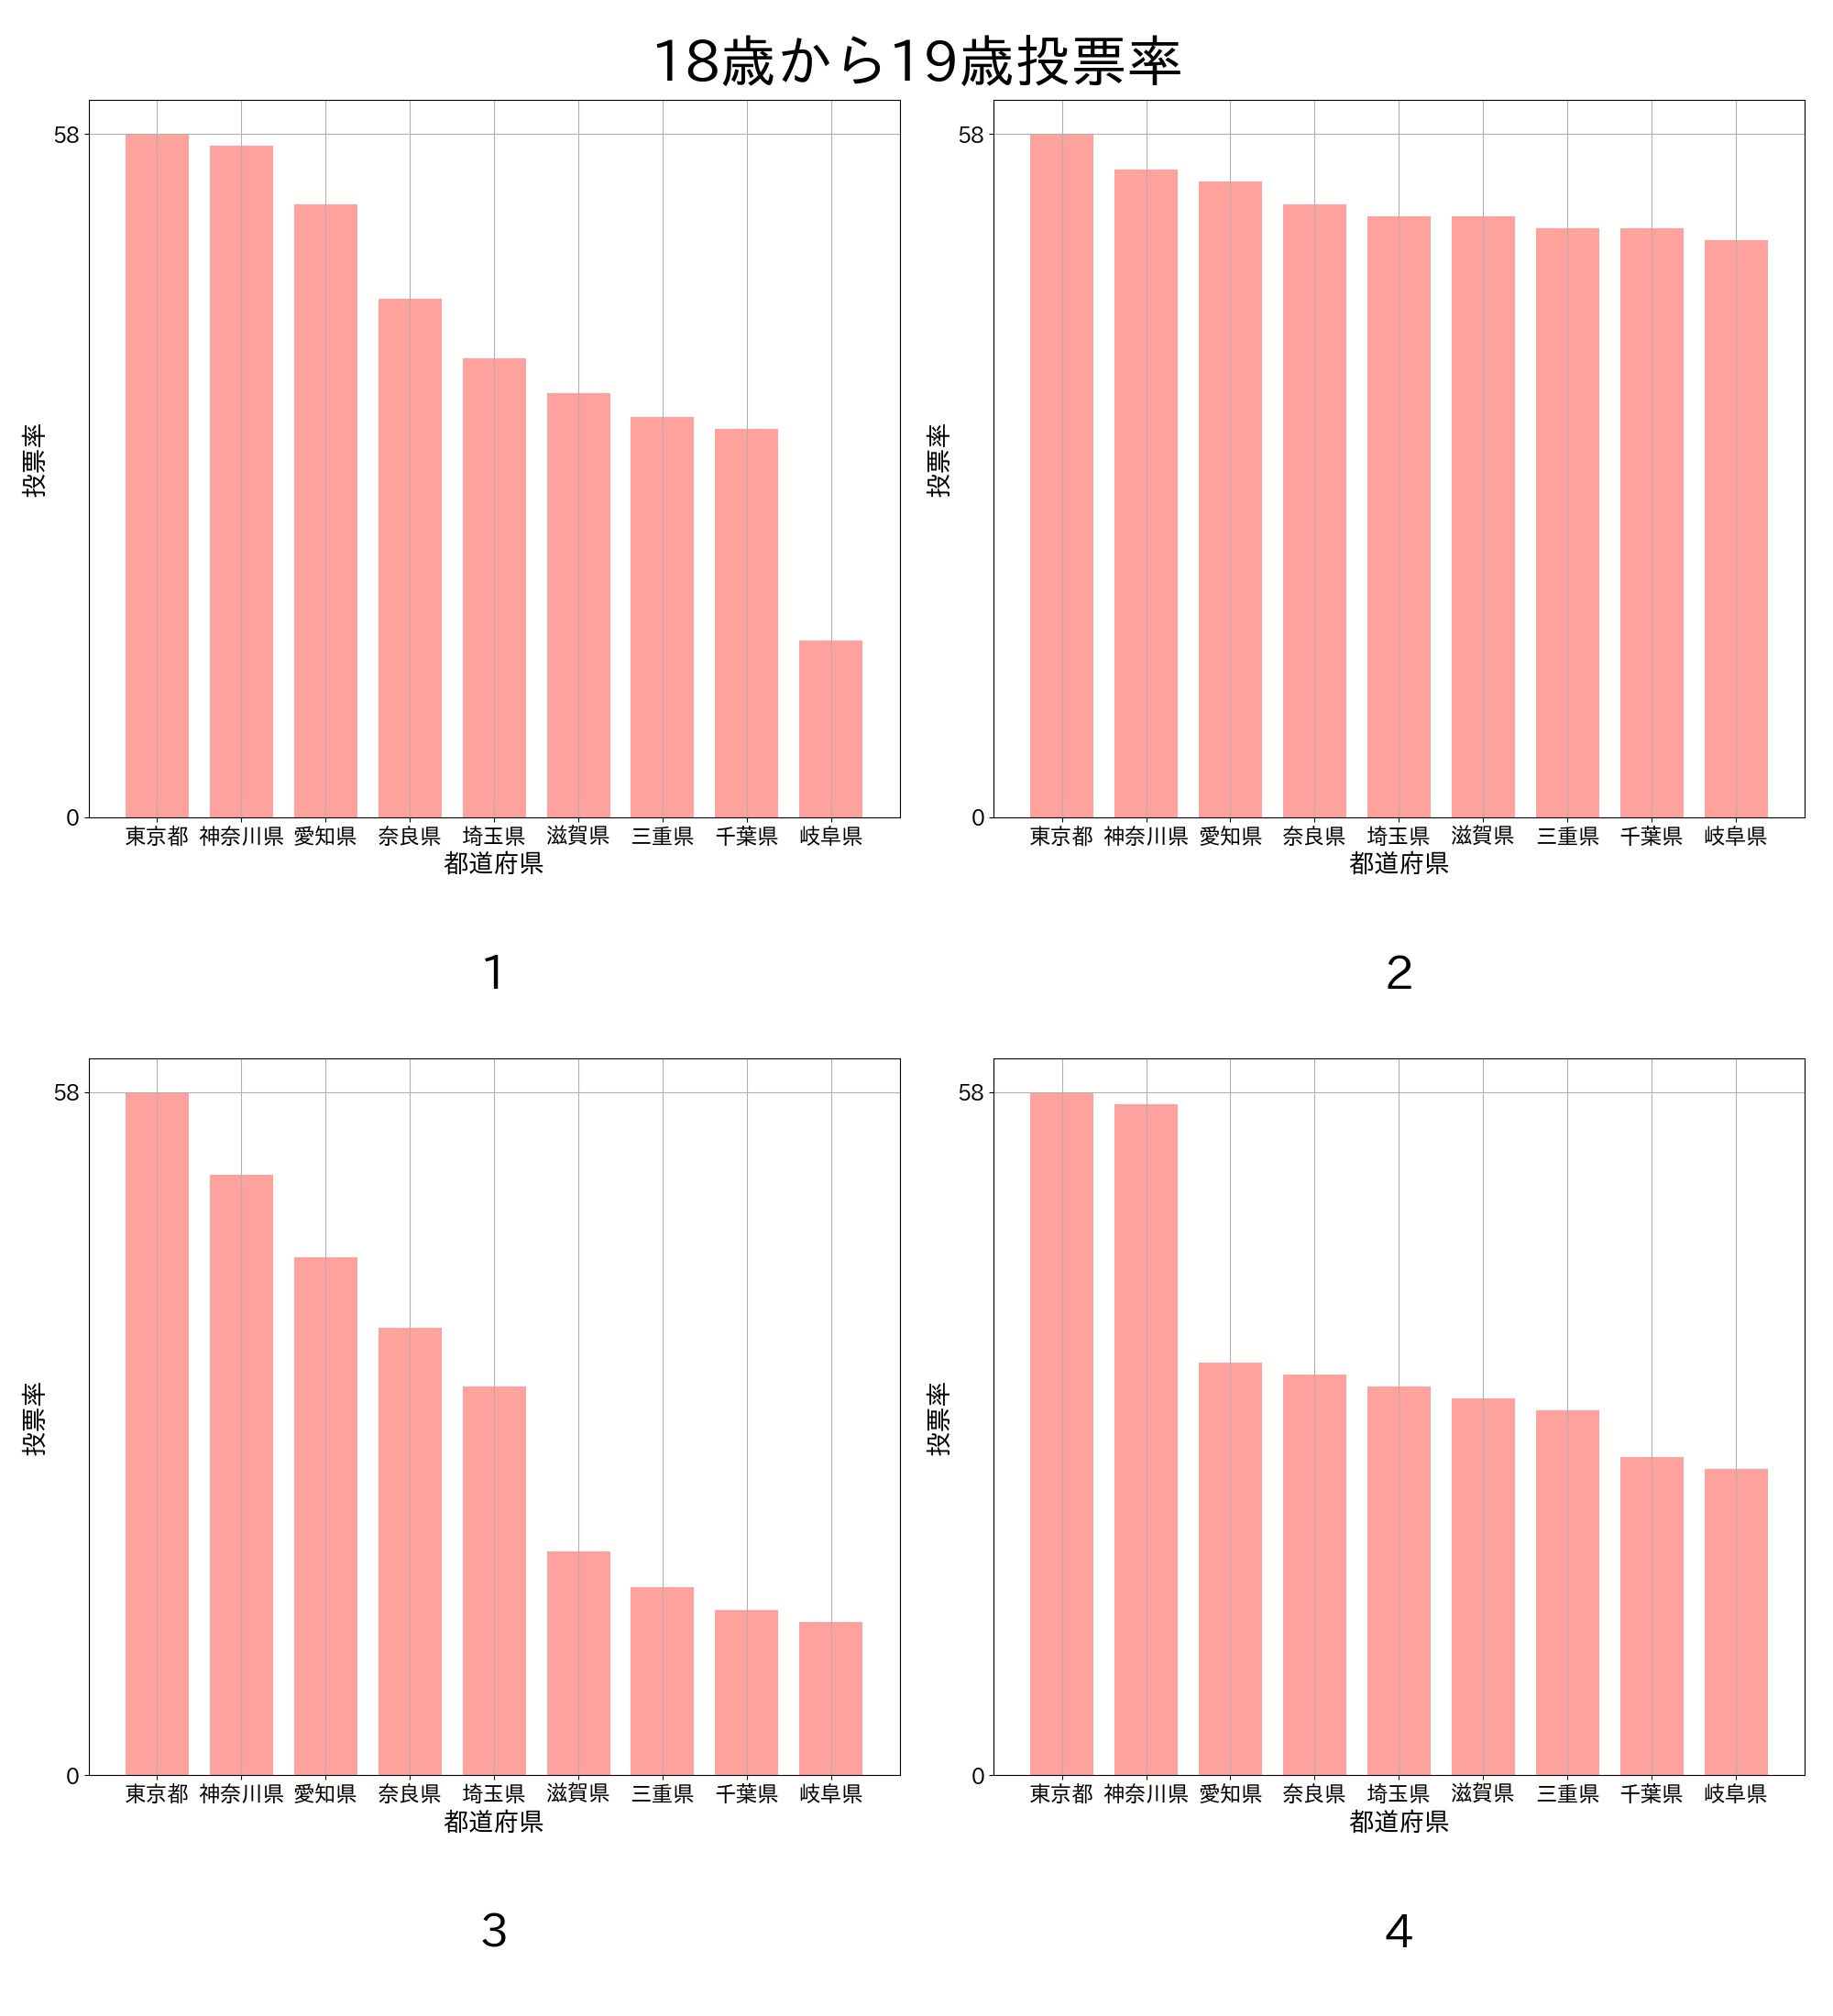 18歳から19歳投票率
58
0
投票率
東京都 神奈川県 愛知県 奈良県 埼玉県 滋賀県 三重県 千葉県 岐阜県
都道府県
1
58
0
投票率
東京都 神奈川県 愛知県 奈良県 埼玉県 滋賀県 三重県 千葉県 岐阜県
都道府県
2
58
0
投票率
東京都 神奈川県 愛知県 奈良県 埼玉県 滋賀県 三重県 千葉県 岐阜県
都道府県
3
58
0
投票率
東京都 神奈川県 愛知県 奈良県 埼玉県 滋賀県 三重県 千葉県 岐阜県
都道府県
4